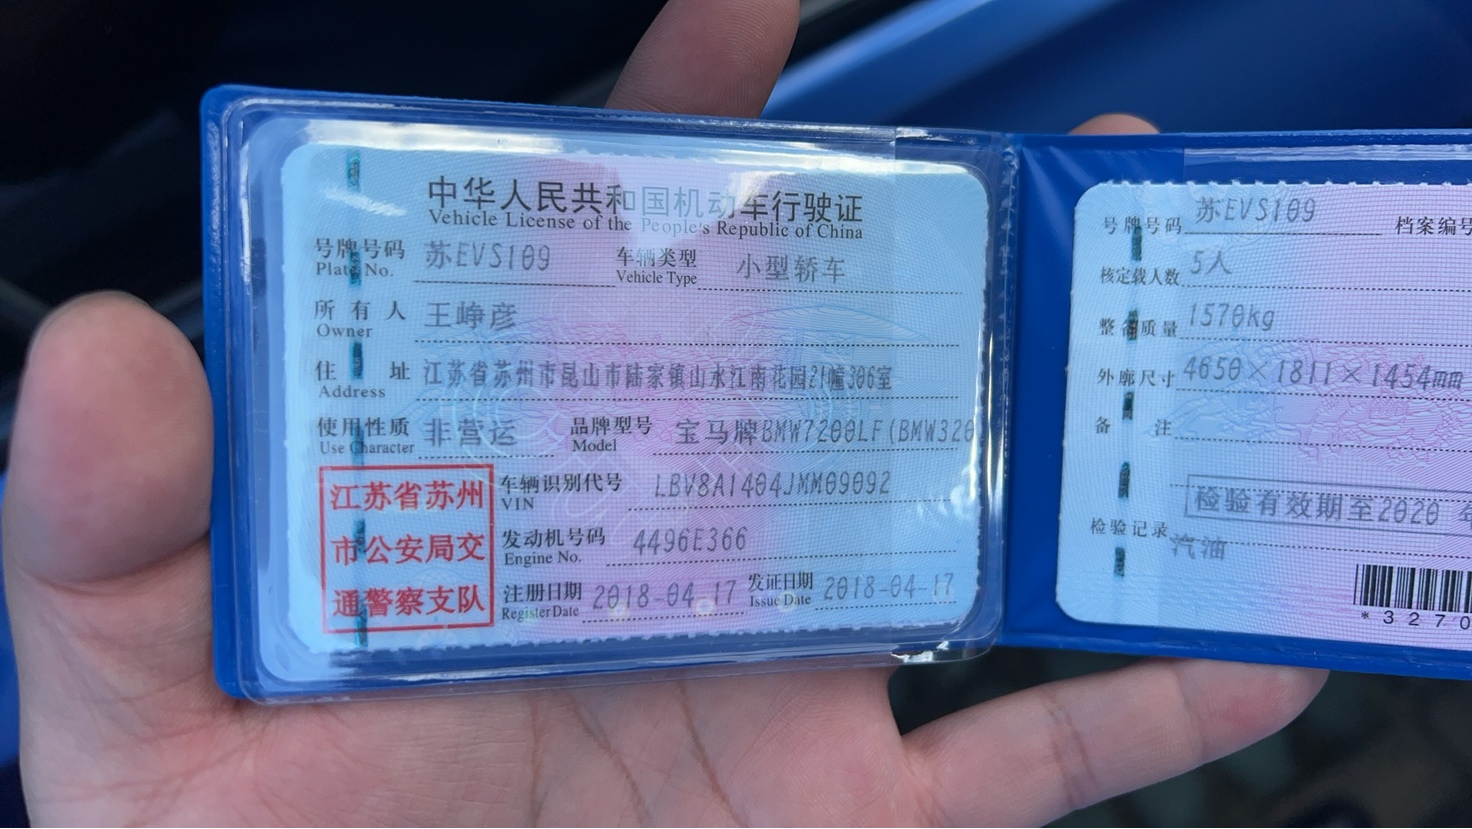 中华人民共和国机动车行驶证
Vehicle License of the People's Republic of China
号牌号码 苏EVS109 车辆类型 小型轿车
Plate No. Vehicle Type
所有人 王峥彦
Owner
住址 江苏省苏州市昆山市陆家镇山水江南花园21幢306室
Address
使用性质 非营运 品牌型号 宝马牌BMW7200LF(BMW320
Use Character Model
江苏省苏州
市公安局交
通警察支队
车辆识别代号 LBV8A1404JMM09092
VIN
发动机号码 4496E366
Engine No.
注册日期 2018-04-17 发证日期 2018-04-17
Register Date Issue Date
号牌号码 苏EVS109 档案编号
核定载人数 5人
整备质量 1570kg
外廓尺寸 4650×1811×1454mm
备注
检验有效期至2020
检验记录
汽油
*3270